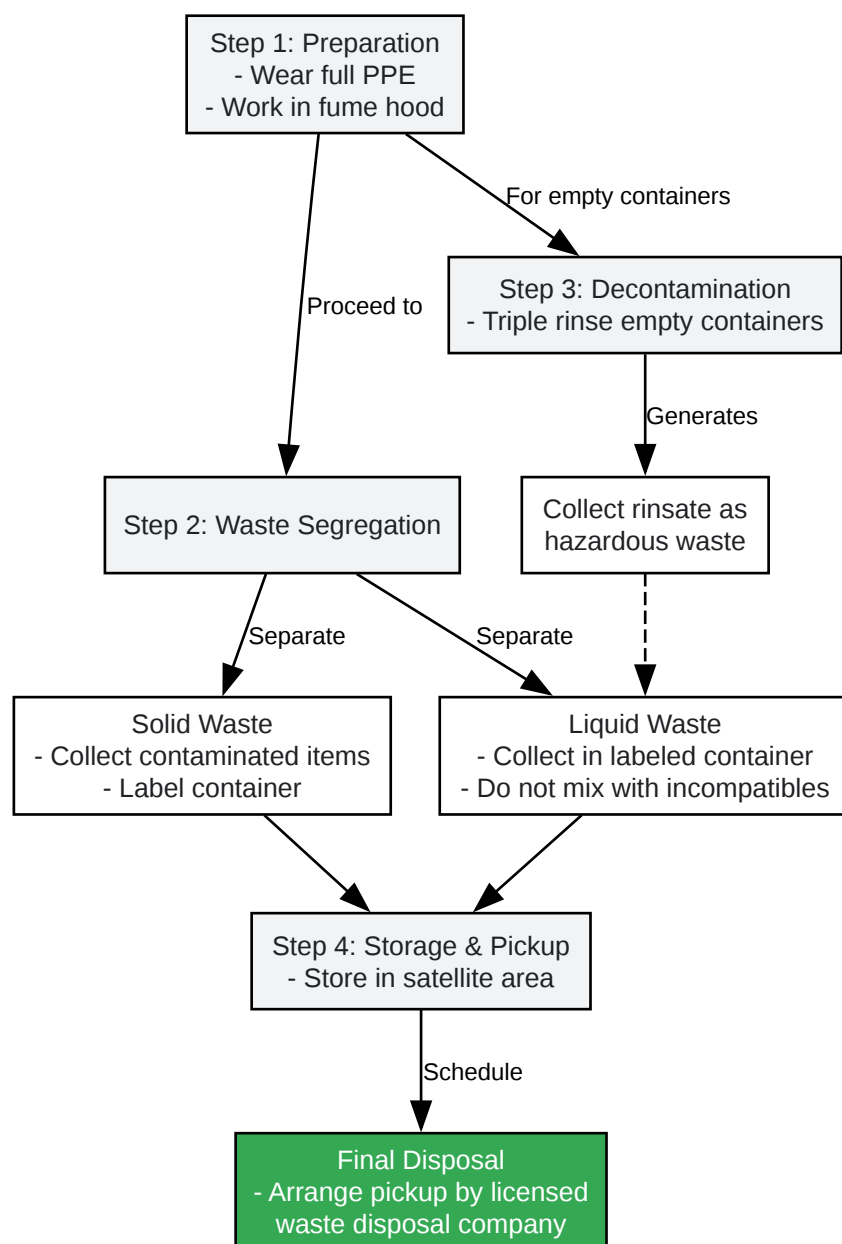 Step 1: Preparation
- Wear full PPE
- Work in fume hood
For empty containers
Proceed to
Step 3: Decontamination
- Triple rinse empty containers
Generates
Step 2: Waste Segregation
Collect rinsate as
hazardous waste
Separate
Separate
Solid Waste
- Collect contaminated items
- Label container
Liquid Waste
- Collect in labeled container
- Do not mix with incompatibles
Step 4: Storage & Pickup
- Store in satellite area
Schedule
Final Disposal
- Arrange pickup by licensed
waste disposal company